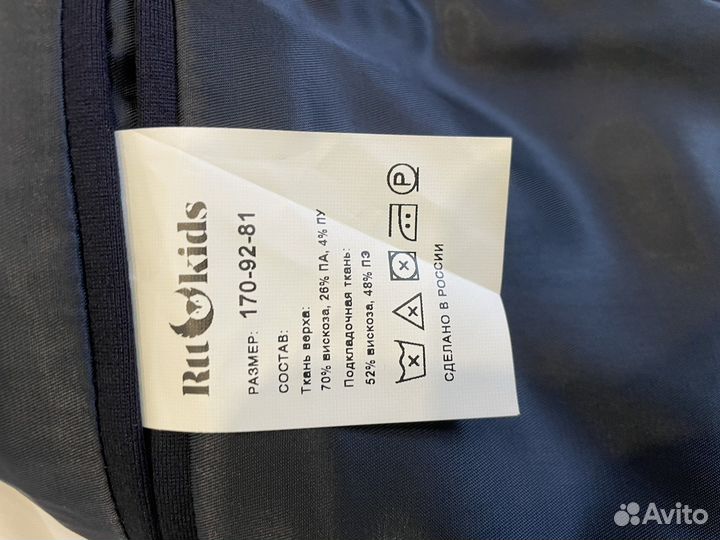 Ru kids
РАЗМЕР: 170-92-81
СОСТАВ:
Ткань верха:
70% вискоза, 26% ПА, 4% ПУ
Подкладочная ткань:
52% вискоза, 48% ПЭ
P
СДЕЛАНО В РОССИИ
Avito